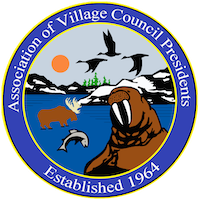 Association of Village Council Presidents
Established 1964